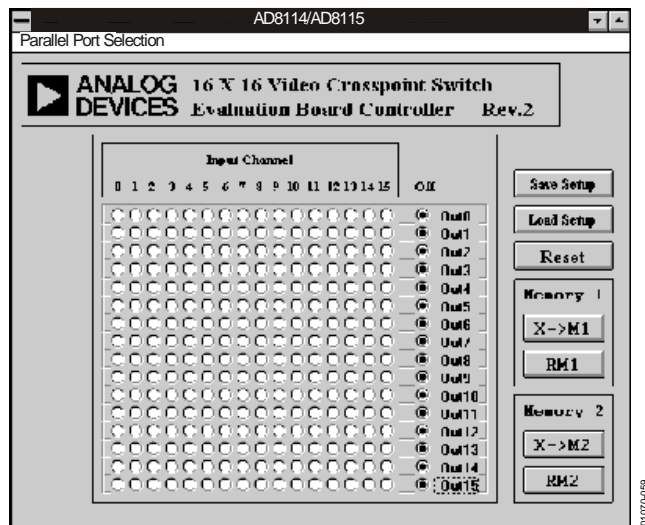 AD8114/AD8115
Parallel Port Selection
ANALOG DEVICES
16 X 16 Video Crosspoint Switch
Evaluation Board Controller Rev.2
Input Channel
0 1 2 3 4 5 6 7 8 9 10 11 12 13 14 15 Off
Out0
Out1
Out2
Out3
Out4
Out5
Out6
Out7
Out8
Out9
Out10
Out11
Out12
Out13
Out14
Out15
Save Setup
Load Setup
Reset
Memory 1
X->M1
RM1
Memory 2
X->M2
RM2
01070-059